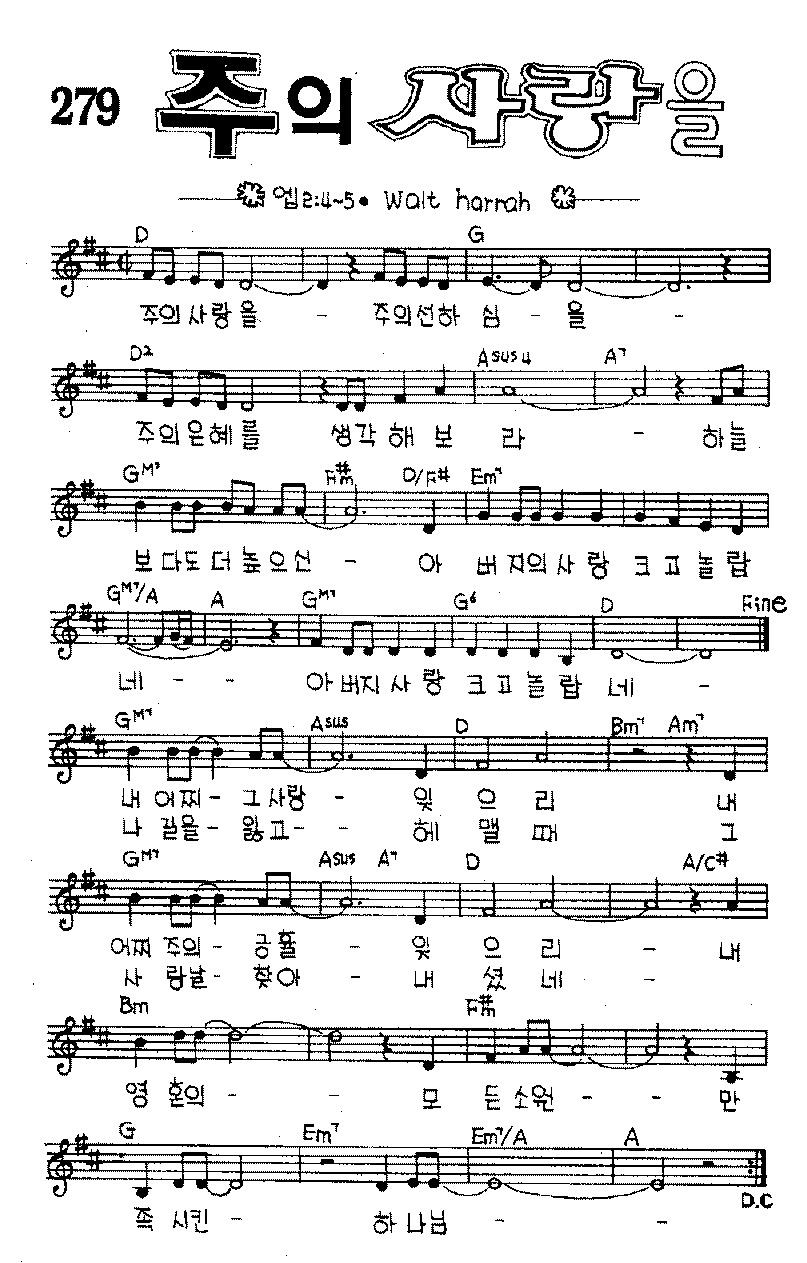 279 주의 사랑을
엡2:4~5• Walt harrah
D G
주의사랑을 - 주의선하 심 - 을 -
D2 Asus4 A7
주의은혜를 생각해 보 라 - 하늘
GM7 F#m D/F# Em7
보다도더높으신 - 아 버지의사랑 크고놀랍
GM7/A A GM7 G6 D Fine
네 - - 아버지사랑 크고놀랍 네 -
GM7 Asus D Bm7 Am7
내 어찌- 그사랑 - 잊 으 리 내
나 길을- 잃고- - 헤 맬 때 그
GM7 Asus A7 D A/C#
어찌주의- 긍휼 - 잊 으 리 - 내
사 랑날- 찾아 - 내 셨 네 -
Bm F#m
영 혼의 - - 모 든소원 - - 만
G Em7 Em7/A A
족 시킨 - 하나님 - -
D.C